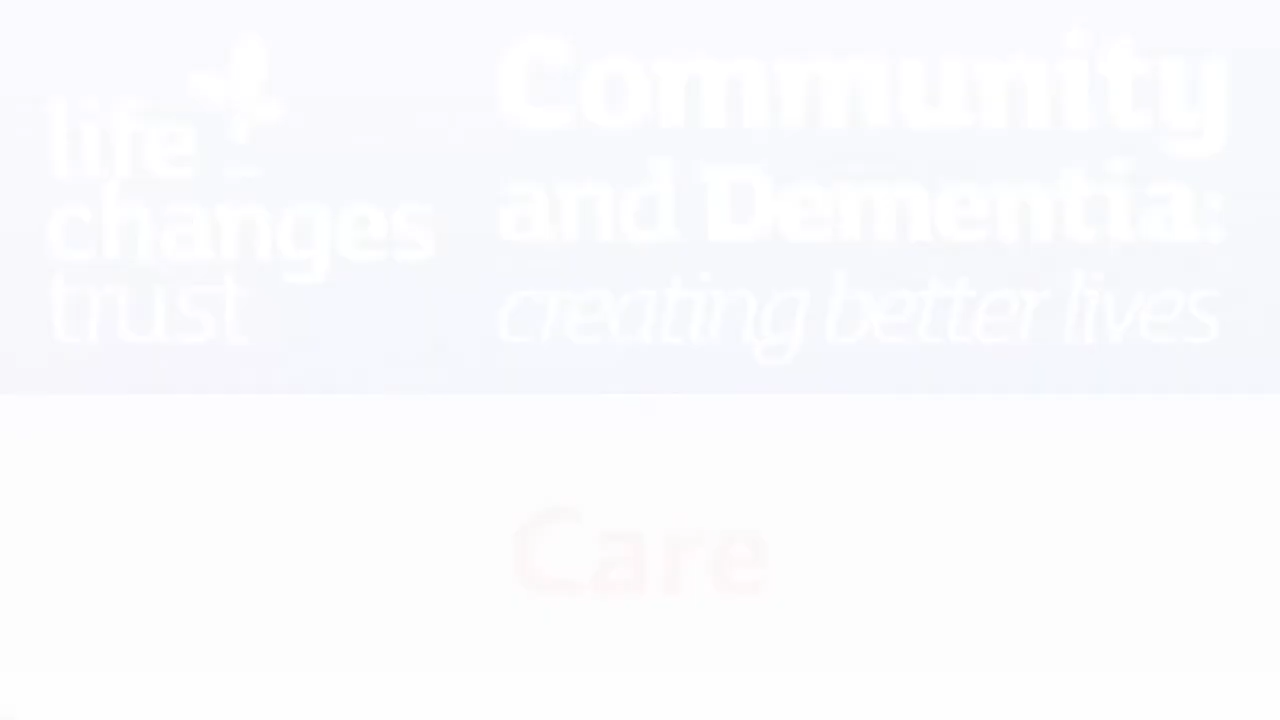 life
changes
trust
Community
and Dementia:
creating better lives
Care